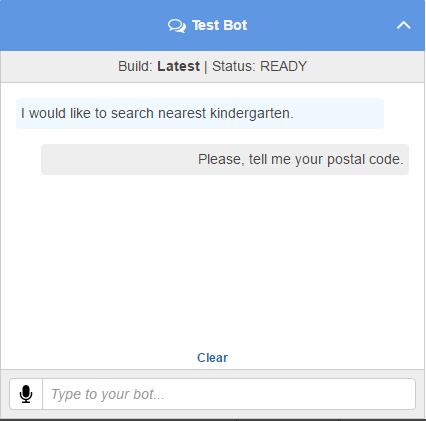 Test Bot
Build: Latest | Status: READY
I would like to search nearest kindergarten.
Please, tell me your postal code.
Clear
Type to your bot...